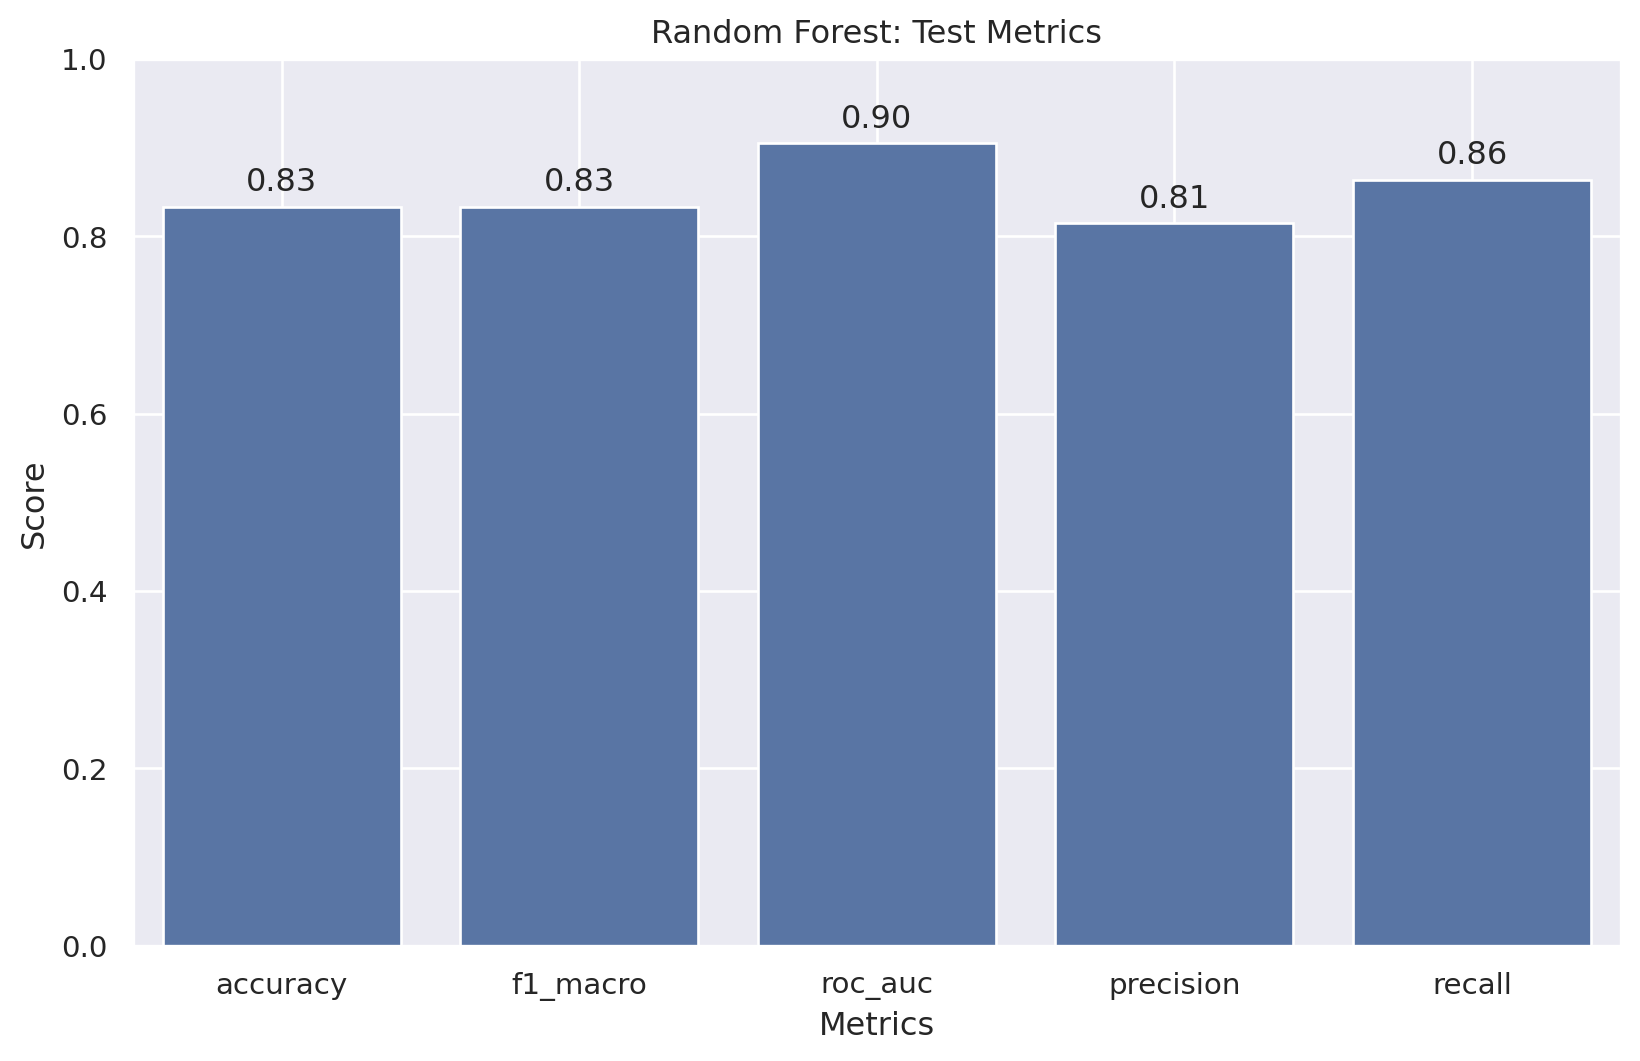 Random Forest: Test Metrics
1.0
0.8
0.6
0.4
0.2
0.0
Score
0.83
0.83
0.90
0.81
0.86
accuracy
f1_macro
roc_auc
precision
recall
Metrics